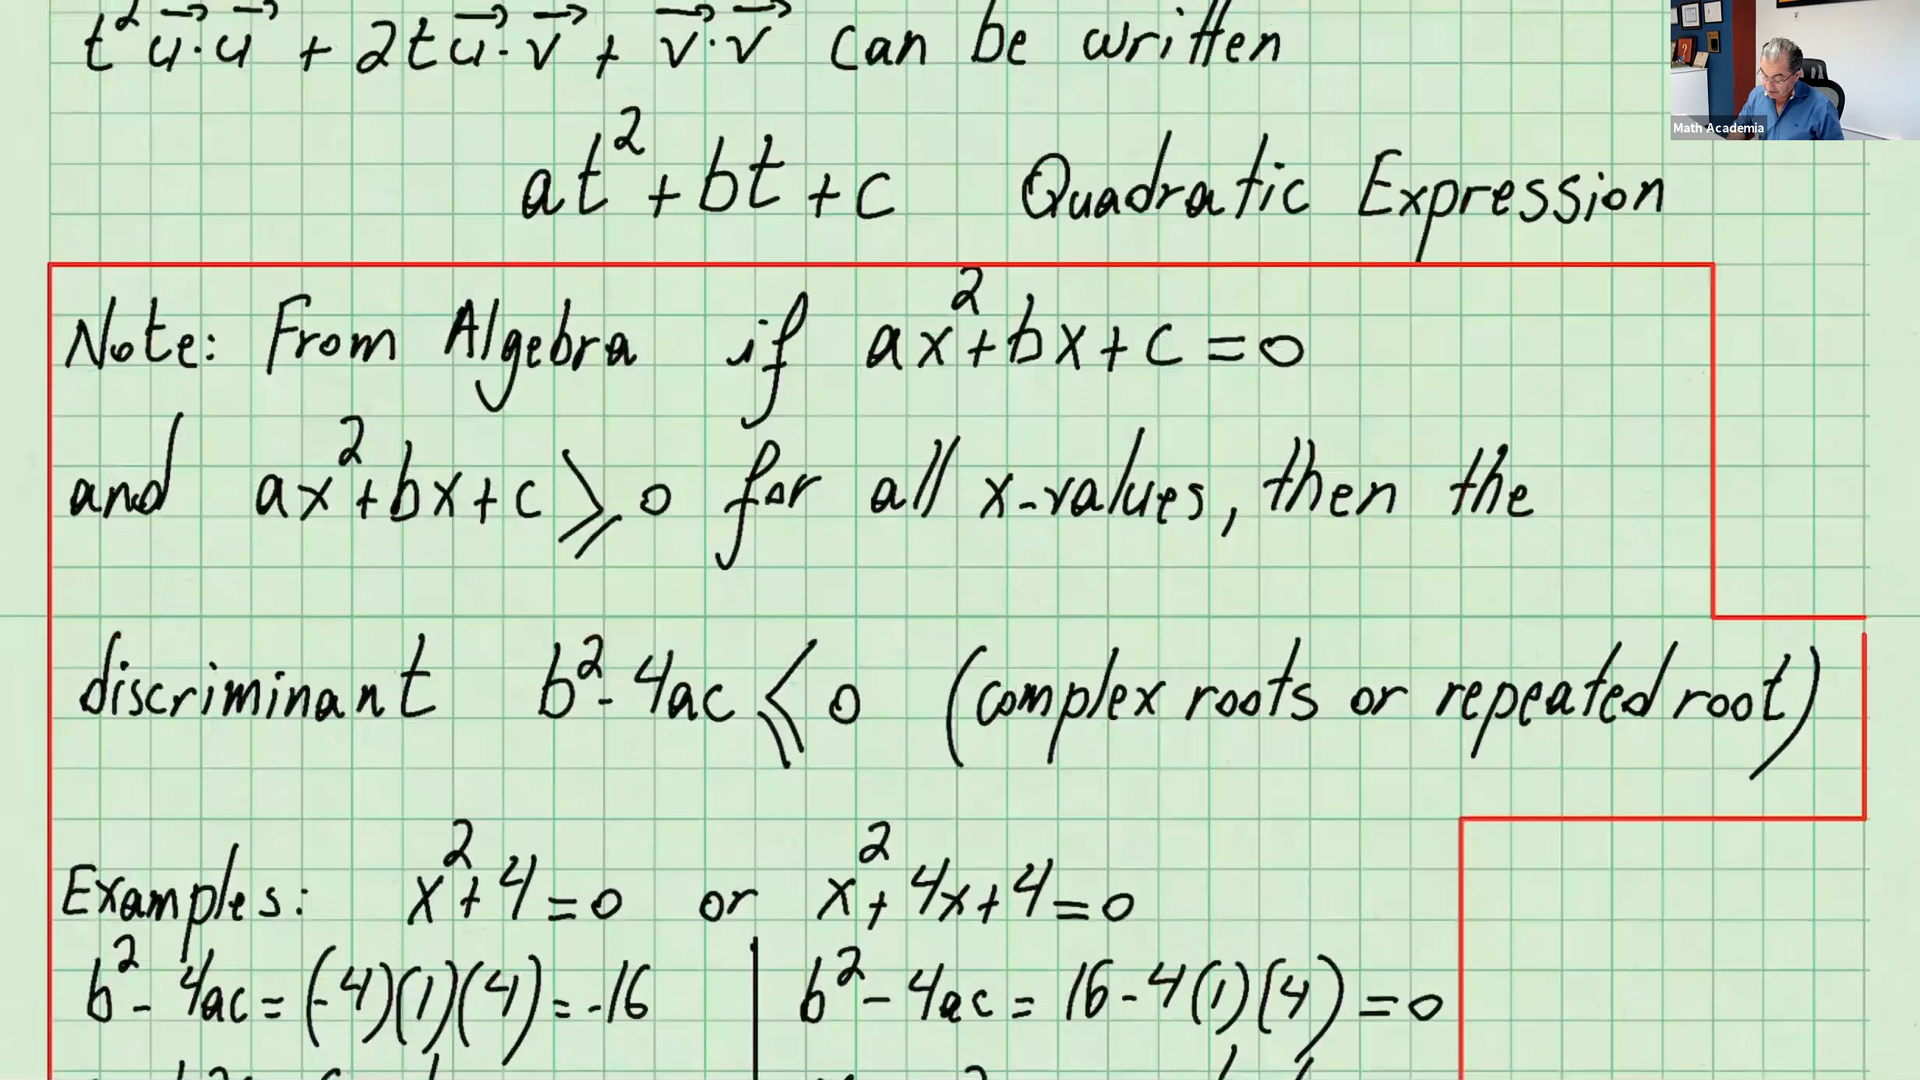 t² u⃗·u⃗ + 2t u⃗·v⃗ + v⃗·v⃗ can be written
Math Academia
at² + bt + c Quadratic Expression
Note: From Algebra if ax²+bx+c=0
and ax²+bx+c ⩾ 0 for all x-values, then the
discriminant b²-4ac ⩽ 0 (complex roots or repeated root)
Examples: x²+4=0 or x²+4x+4=0
b²-4ac=(-4)(1)(4)=-16
b²-4ac=16-4(1)(4)=0